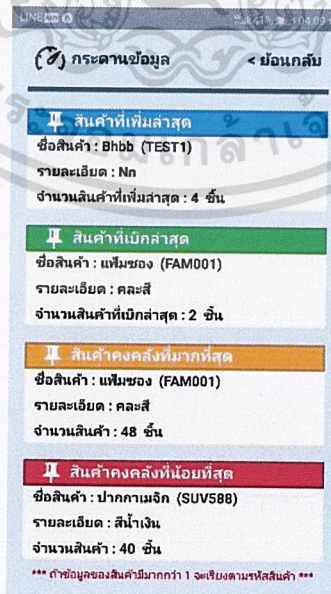 กระดานข้อมูล < ย้อนกลับ
สินค้าที่เพิ่มล่าสุด
ชื่อสินค้า : Bhbb (TEST1)
รายละเอียด : Nn
จำนวนสินค้าที่เพิ่มล่าสุด : 4 ชิ้น
สินค้าที่เบิกล่าสุด
ชื่อสินค้า : แฟ้มซอง (FAM001)
รายละเอียด : คละสี
จำนวนสินค้าที่เบิกล่าสุด : 2 ชิ้น
สินค้าคงคลังที่มากที่สุด
ชื่อสินค้า : แฟ้มซอง (FAM001)
รายละเอียด : คละสี
จำนวนสินค้า : 48 ชิ้น
สินค้าคงคลังที่น้อยที่สุด
ชื่อสินค้า : ปากกาเมจิก (SUV588)
รายละเอียด : สีน้ำเงิน
จำนวนสินค้า : 40 ชิ้น
*** ถ้าข้อมูลของสินค้ามีมากกว่า 1 จะเรียงตามรหัสสินค้า ***